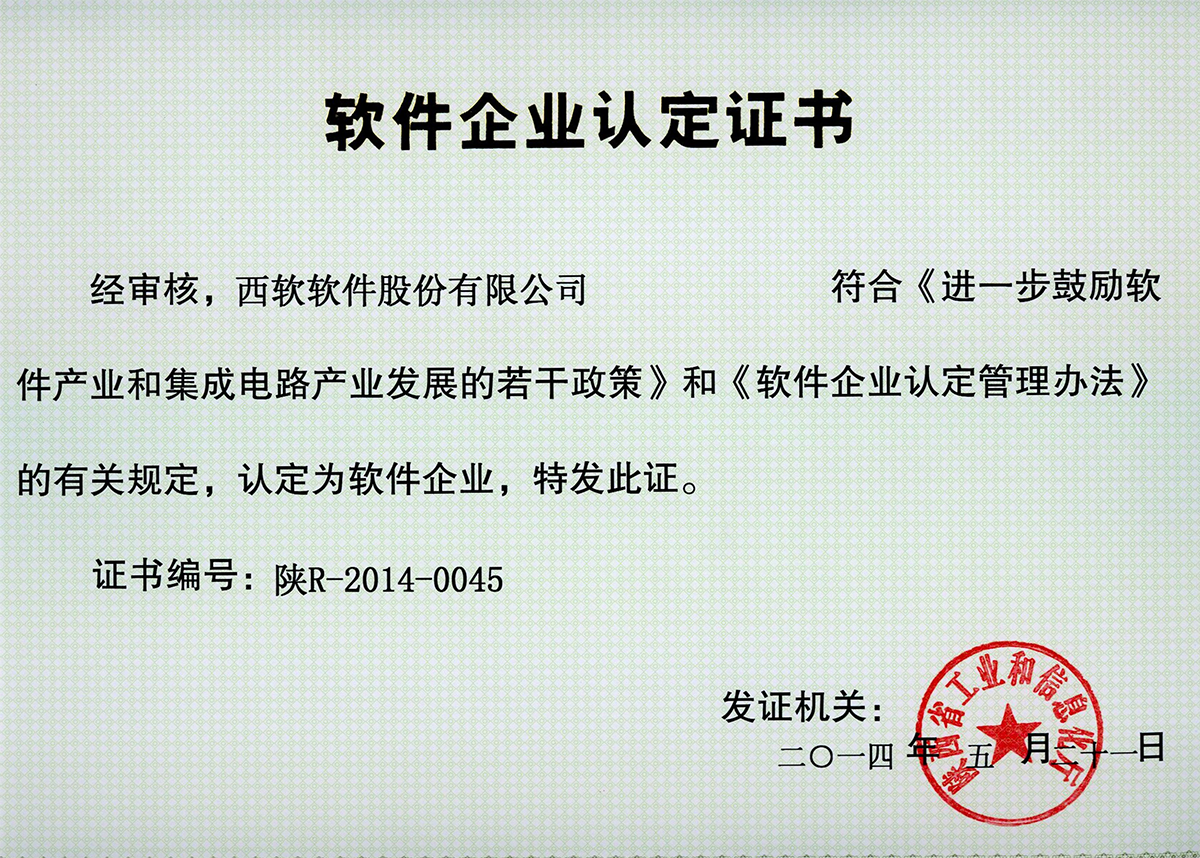 软件企业认定证书
经审核，西软软件股份有限公司 符合《进一步鼓励软
件产业和集成电路产业发展的若干政策》和《软件企业认定管理办法》
的有关规定，认定为软件企业，特发此证。
证书编号：陕R-2014-0045
发证机关：
陕西省工业和信息化厅
二〇一四 年 五 月二十一日